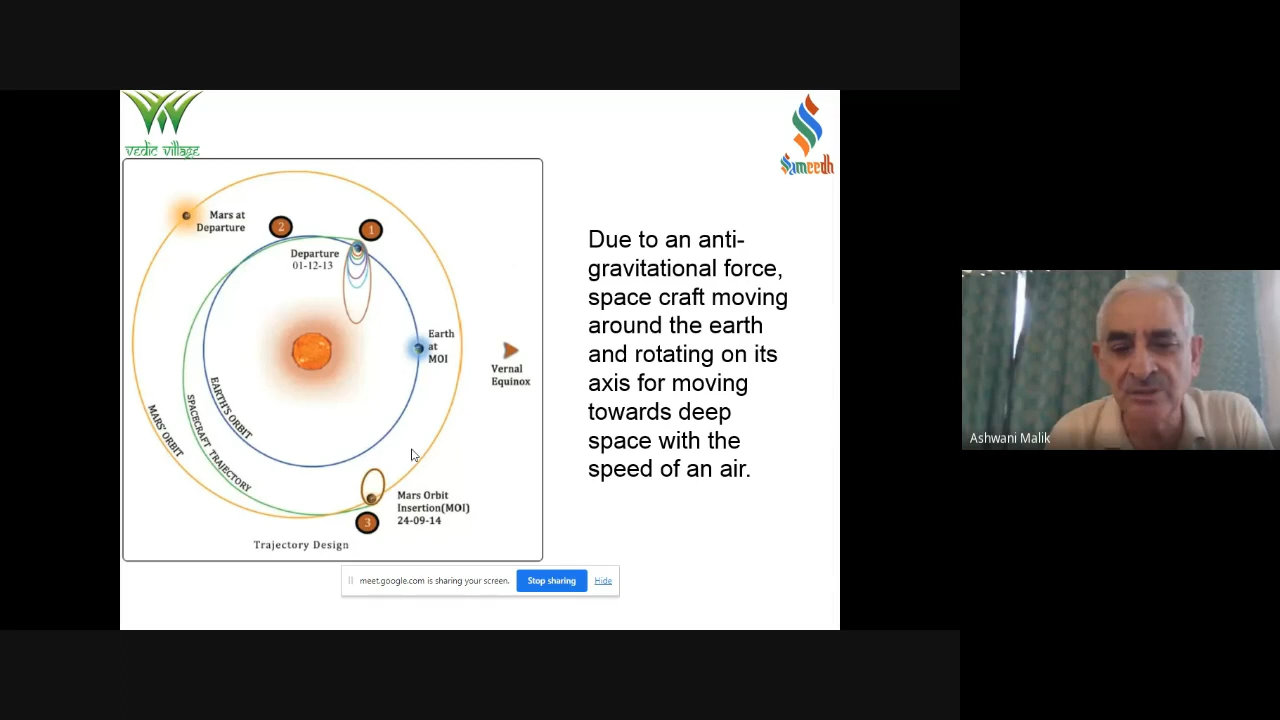 vedic village
Sameedh
Mars at
Departure
2
1
Departure
01-12-13
Earth
at
MOI
Vernal
Equinox
EARTH'S ORBIT
SPACECRAFT TRAJECTORY
MARS' ORBIT
Mars Orbit
Insertion(MOI)
24-09-14
3
Trajectory Design
Due to an anti-
gravitational force,
space craft moving
around the earth
and rotating on its
axis for moving
towards deep
space with the
speed of an air.
meet.google.com is sharing your screen.
Stop sharing
Hide
Ashwani Malik